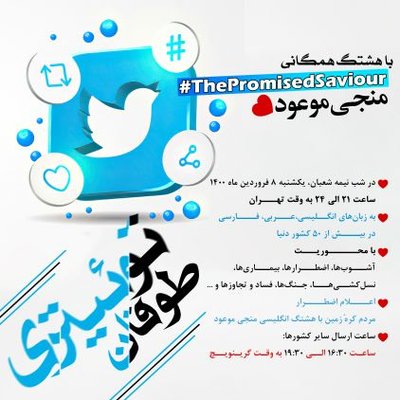 با هشتگ همگانی
#ThePromisedSaviour
منجی موعود
در شب نیمه شعبان، یکشنبه ۸ فروردین ماه ۱۴۰۰
ساعت ۲۱ الی ۲۴ به وقت تهران
به زبان‌های انگلیسی،عربی، فارسی
در بیش از ۵۰ کشور دنیا
با محوریت
آشوب‌ها، اضطرارها، بیماری‌ها،
نسل‌کشی‌ها، جنگ‌ها، فساد و تجاوزها و ...
اعلام اضطرار
مردم کره زمین با هشتگ انگلیسی منجی موعود
ساعت ارسال سایر کشورها:
ساعت ۱۶:۳۰ الی ۱۹:۳۰ به وقت گرینویچ
طوفان
توئیتری